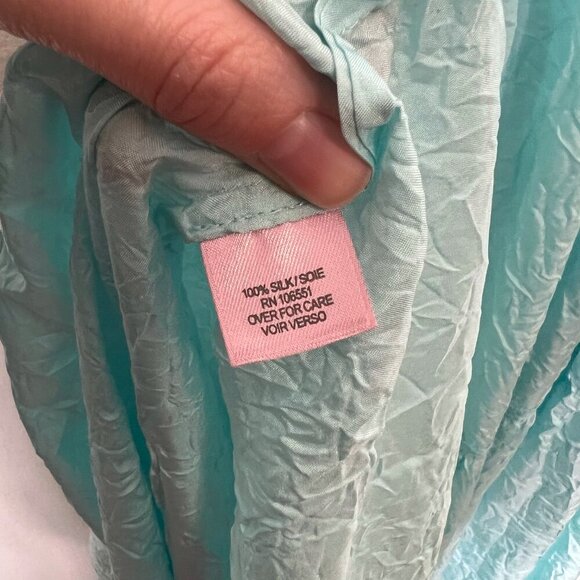 100% SILK / SOIE
RN 106551
OVER FOR CARE
VOIR VERSO